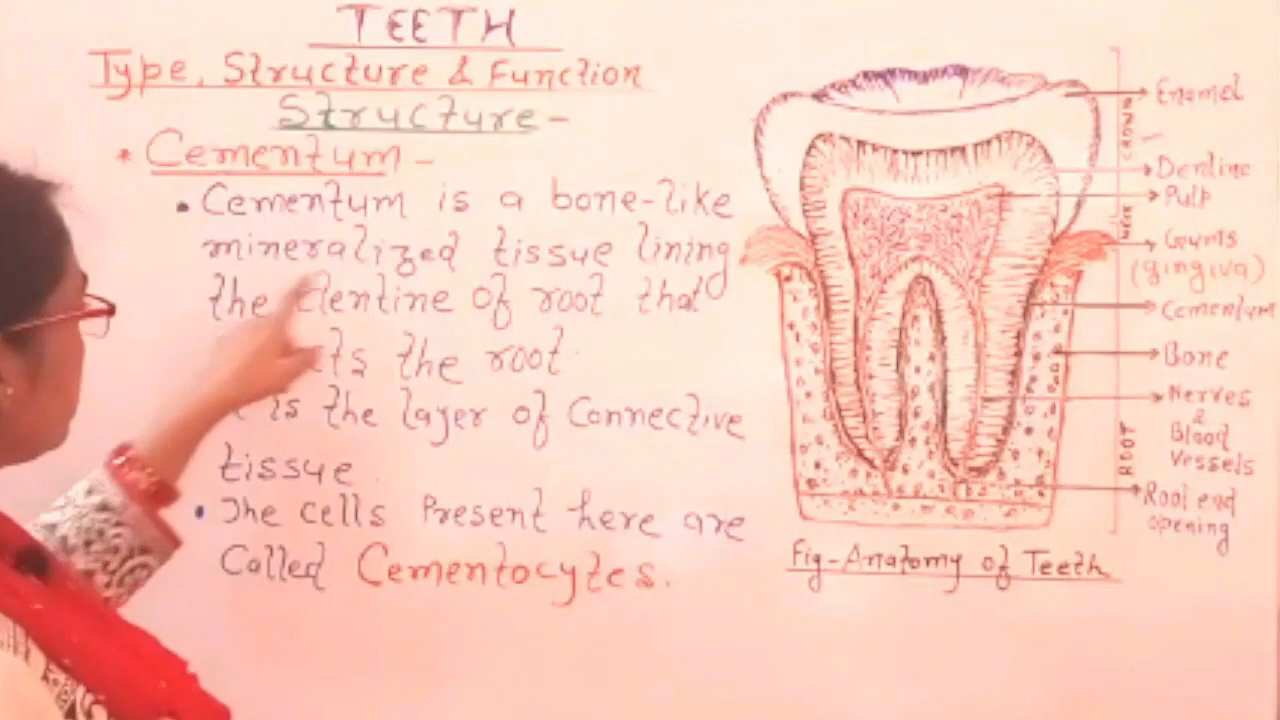 TEETH
Type, Structure & Function
Structure -
* Cementum -
• Cementum is a bone-like
mineralized tissue lining
the dentine of root that
the root
is the layer of Connective
tissue.
• The cells Present here are
Called Cementocytes.
Enamel
CROWN
Dentine
Pulp
NECK
Gums
(gingiva)
Cementum
Bone
Nerves
&
Blood
Vessels
ROOT
Root end
opening
Fig-Anatomy of Teeth